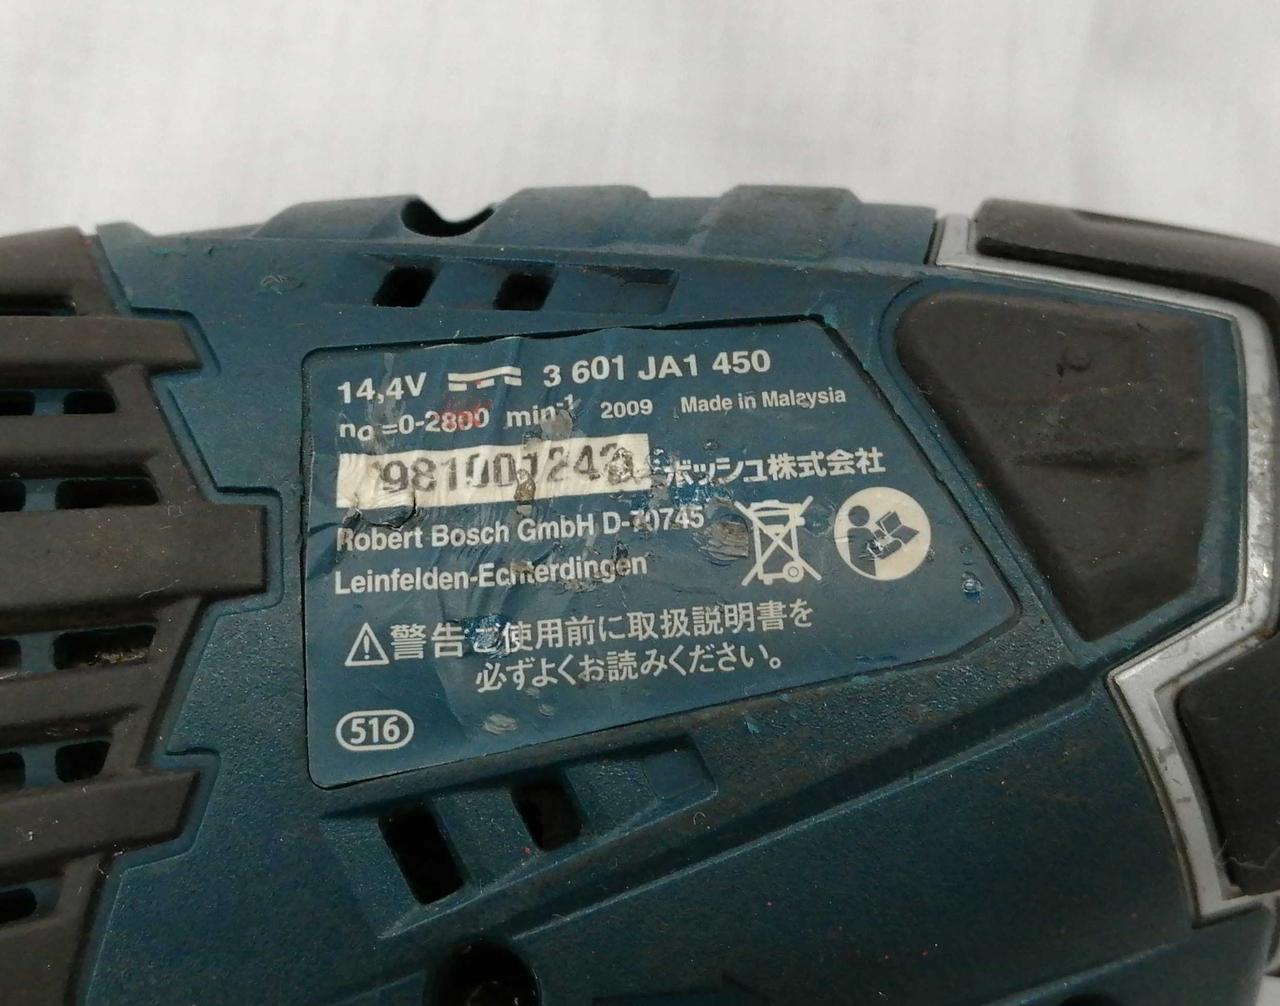 14,4V 3 601 JA1 450
n₀ =0-2800 min⁻¹ 2009 Made in Malaysia
ボッシュ株式会社
Robert Bosch GmbH D-70745
Leinfelden-Echterdingen
警告 ご使用前に取扱説明書を
必ずよくお読みください。
516